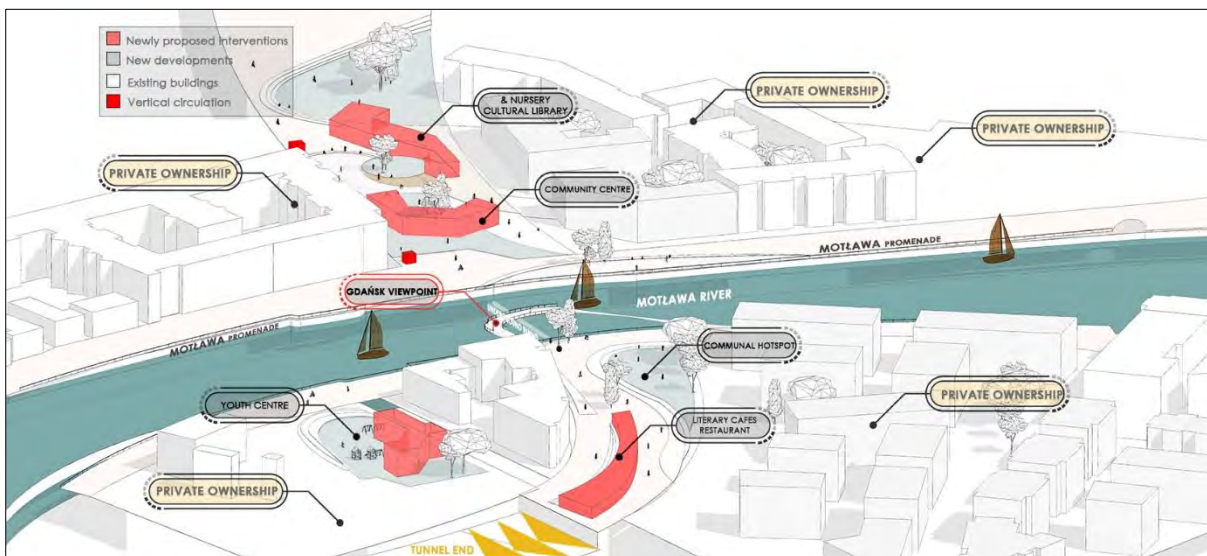 Newly proposed interventions
New developments
Existing buildings
Vertical circulation
& NURSERY
CULTURAL LIBRARY
PRIVATE OWNERSHIP
PRIVATE OWNERSHIP
PRIVATE OWNERSHIP
COMMUNITY CENTRE
MOTŁAWA PROMENADE
GDAŃSK VIEWPOINT
MOTŁAWA RIVER
MOTŁAWA PROMENADE
COMMUNAL HOTSPOT
YOUTH CENTRE
PRIVATE OWNERSHIP
LITERARY CAFES
RESTAURANT
PRIVATE OWNERSHIP
TUNNEL END